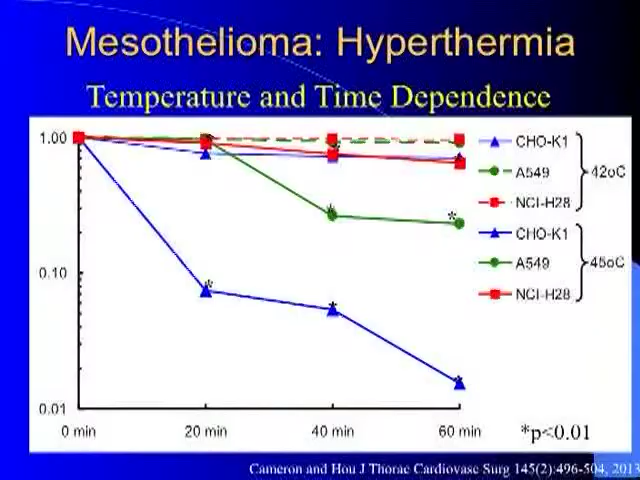 Mesothelioma: Hyperthermia
Temperature and Time Dependence
1.00
0.10
0.01
0 min
20 min
40 min
60 min
CHO-K1
A549
NCI-H28
42oC
CHO-K1
A549
NCI-H28
45oC
*p<0.01
Cameron and Hou J Thorac Cardiovasc Surg 145(2):496-504, 2013